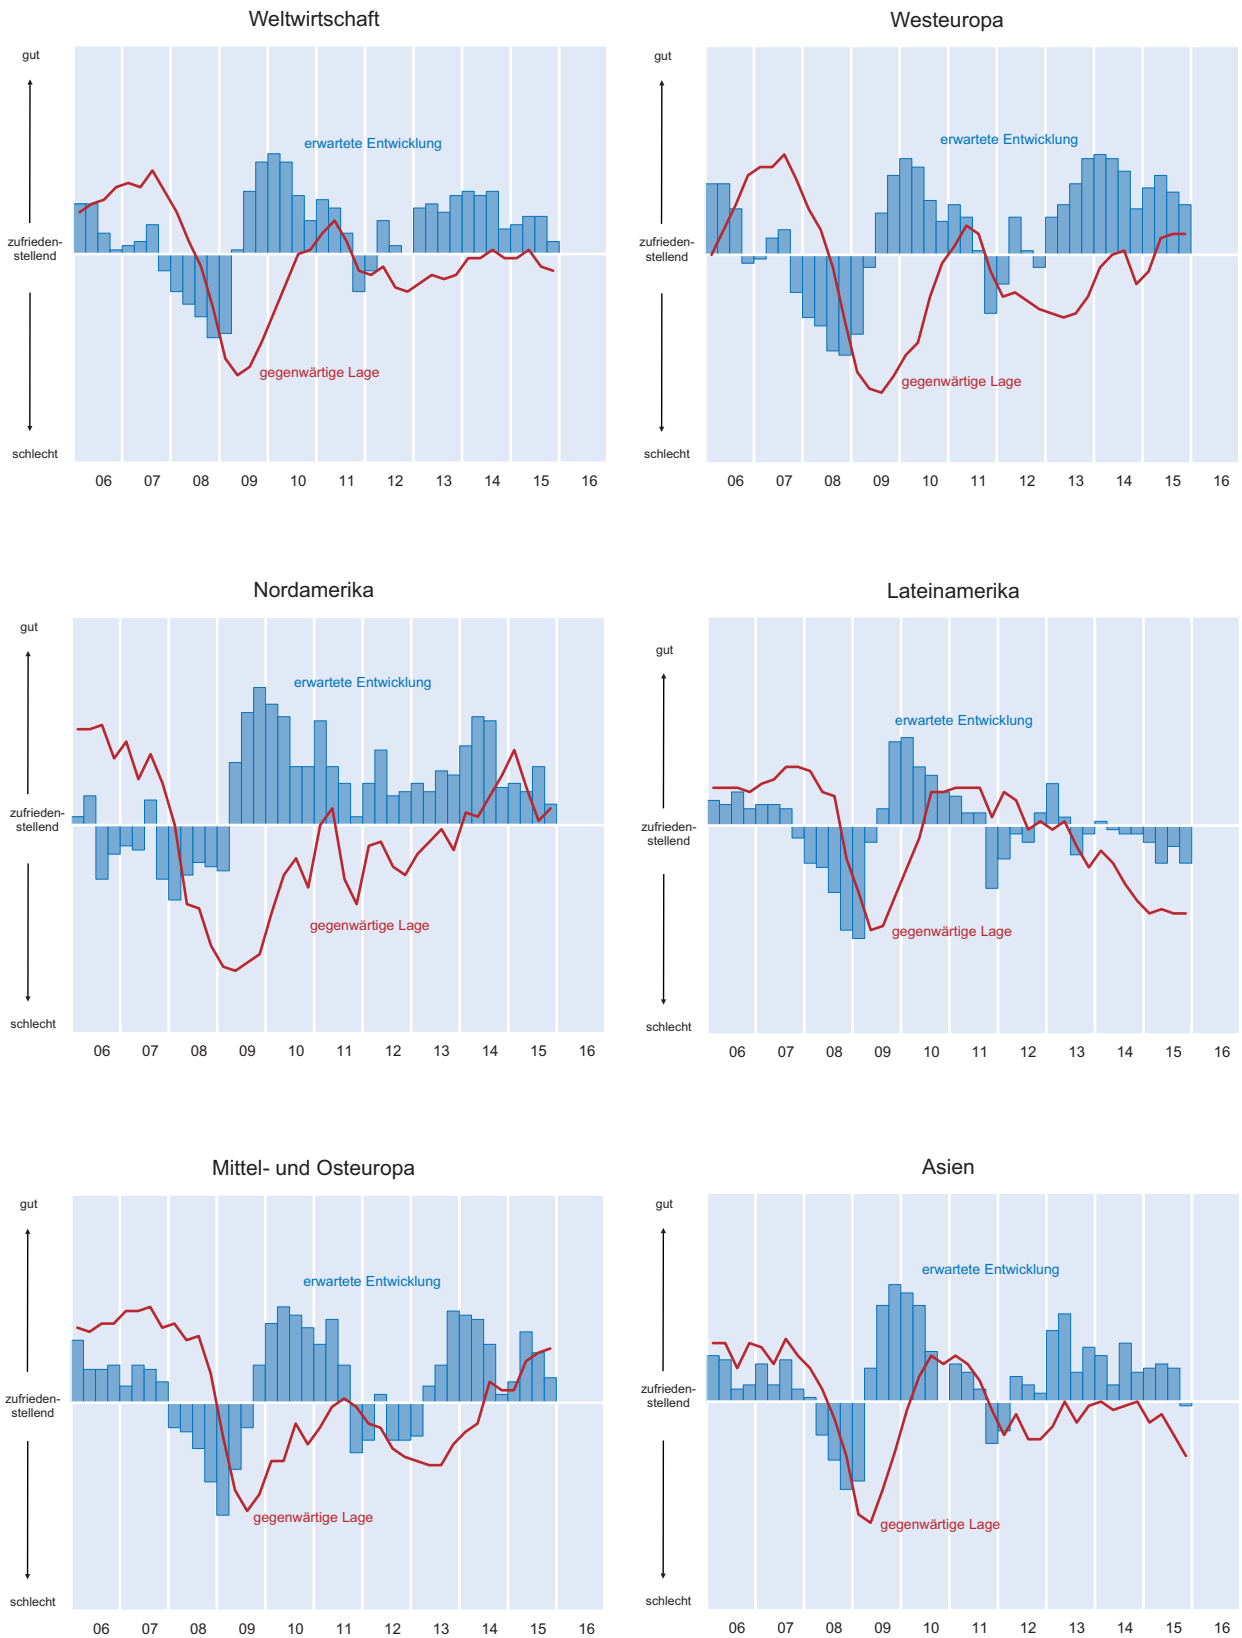 Weltwirtschaft
gut
zufrieden-
stellend
schlecht
erwartete Entwicklung
gegenwärtige Lage
06 07 08 09 10 11 12 13 14 15 16
Westeuropa
gut
zufrieden-
stellend
schlecht
erwartete Entwicklung
gegenwärtige Lage
06 07 08 09 10 11 12 13 14 15 16
Nordamerika
gut
zufrieden-
stellend
schlecht
erwartete Entwicklung
gegenwärtige Lage
06 07 08 09 10 11 12 13 14 15 16
Lateinamerika
gut
zufrieden-
stellend
schlecht
erwartete Entwicklung
gegenwärtige Lage
06 07 08 09 10 11 12 13 14 15 16
Mittel- und Osteuropa
gut
zufrieden-
stellend
schlecht
erwartete Entwicklung
gegenwärtige Lage
06 07 08 09 10 11 12 13 14 15 16
Asien
gut
zufrieden-
stellend
schlecht
erwartete Entwicklung
gegenwärtige Lage
06 07 08 09 10 11 12 13 14 15 16